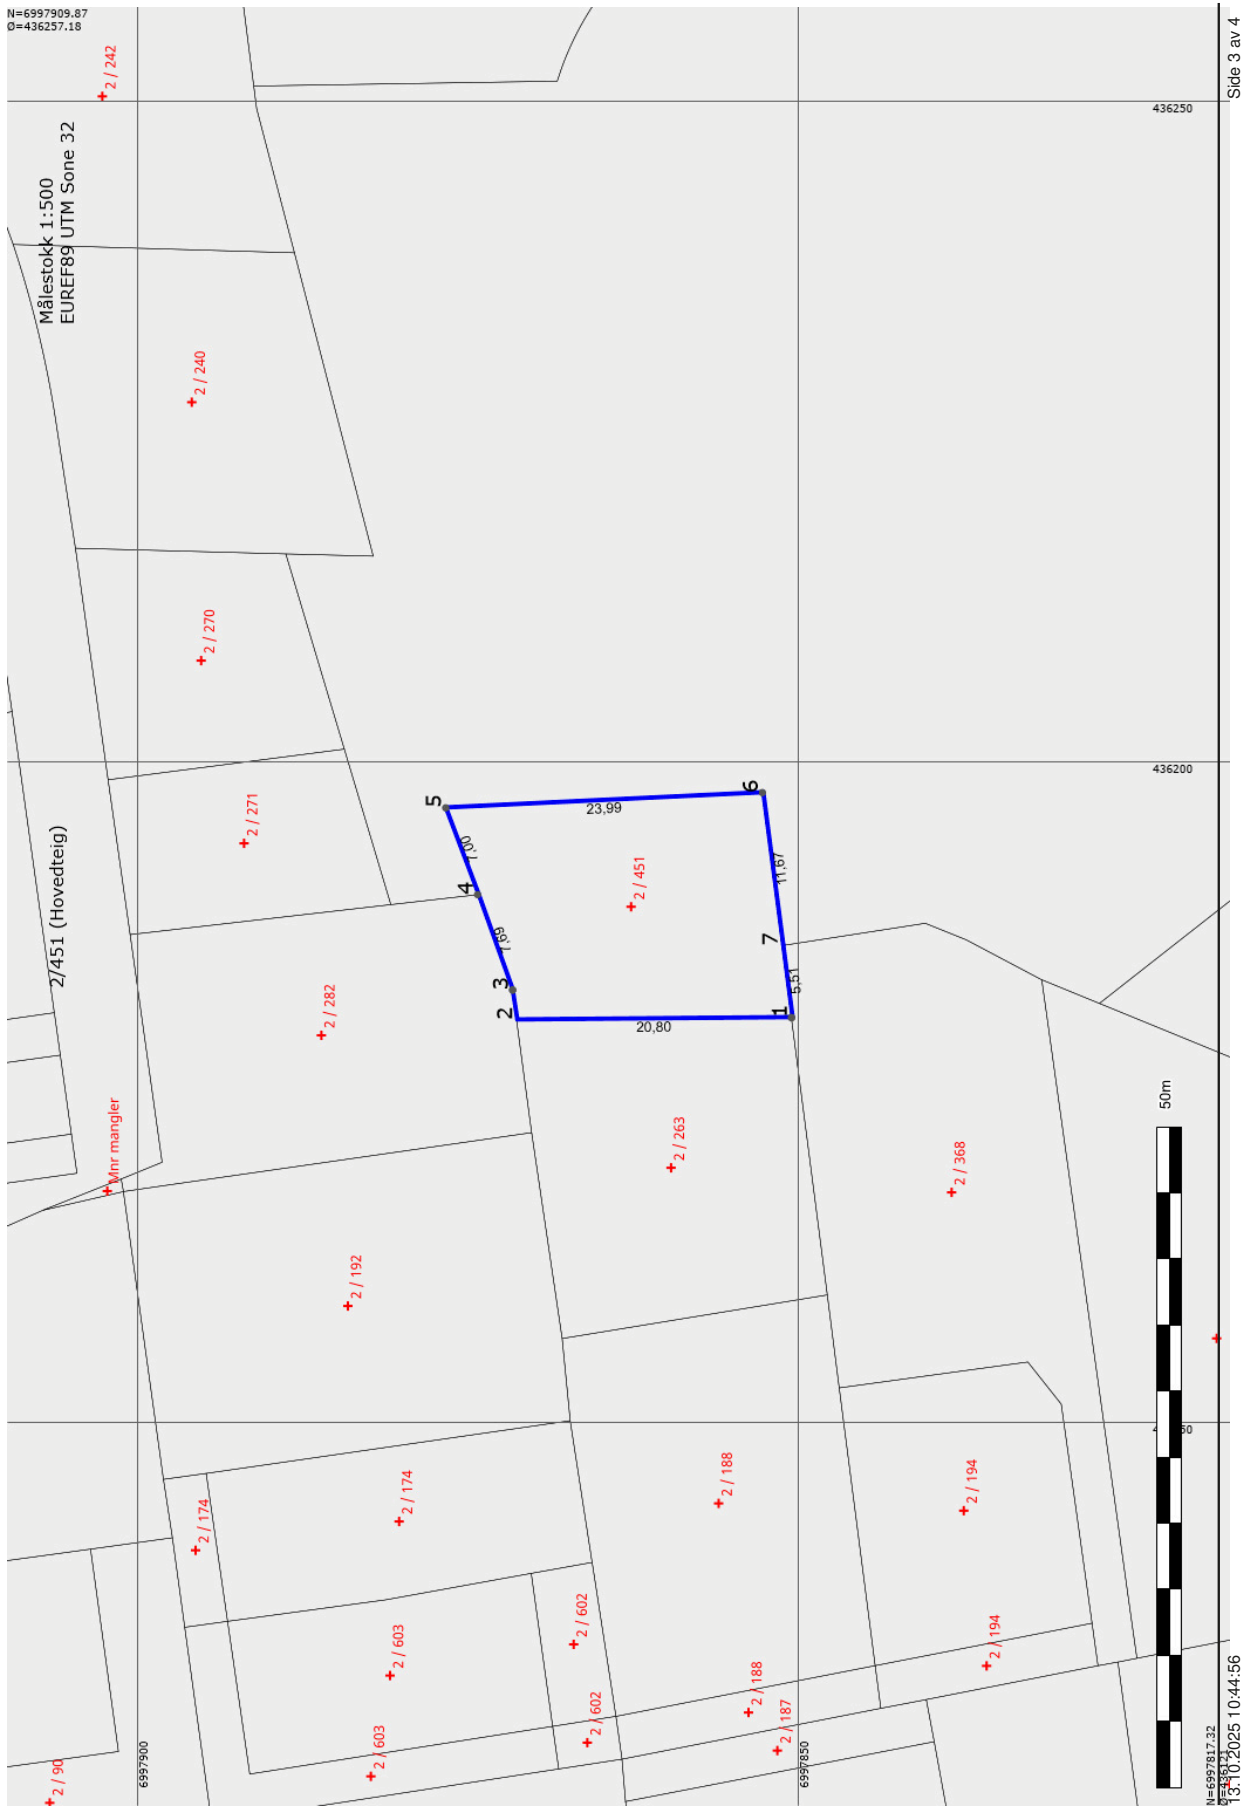 N=6997909.87
Ø=436257.18
2 / 242
Side 3 av 4
436250
Målestokk 1:500
EUREF89 UTM Sone 32
2 / 240
2 / 270
436200
2/451 (Hovedteig)
2 / 271
5
6
23,99
7,00
4
2 / 451
11,67
7,69
7
3
2
5,51
1
20,80
2 / 282
Mnr mangler
50m
2 / 263
2 / 368
2 / 192
2 / 188
2 / 174
2 / 174
2 / 194
2 / 602
2 / 603
2 / 194
2 / 602
2 / 603
2 / 188
2 / 187
2 / 90
6997900
6997850
N=6997817.32
13.10.2025 10:44:56